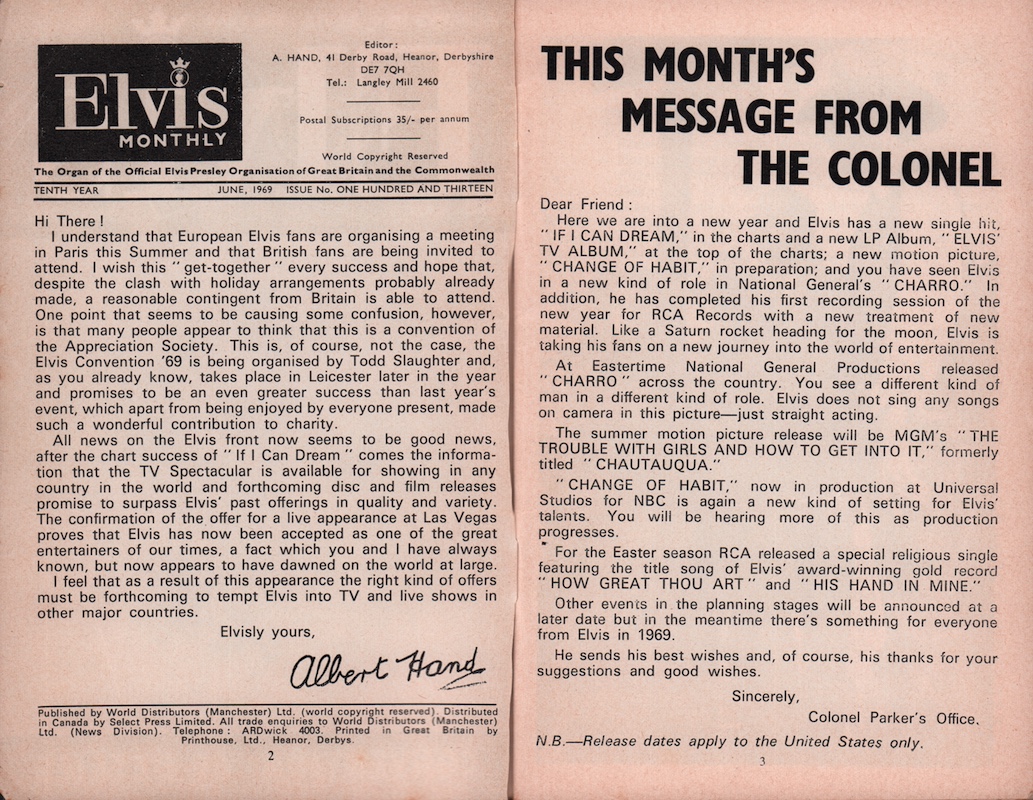 Elvis
MONTHLY
Editor:
A. HAND, 41 Derby Road, Heanor, Derbyshire
DE7 7QH
Tel.: Langley Mill 2460
Postal Subscriptions 35/- per annum
World Copyright Reserved
The Organ of the Official Elvis Presley Organisation of Great Britain and the Commonwealth
TENTH YEAR JUNE, 1969 ISSUE No. ONE HUNDRED AND THIRTEEN
Hi There !
I understand that European Elvis fans are organising a meeting
in Paris this Summer and that British fans are being invited to
attend. I wish this " get-together " every success and hope that,
despite the clash with holiday arrangements probably already
made, a reasonable contingent from Britain is able to attend.
One point that seems to be causing some confusion, however,
is that many people appear to think that this is a convention of
the Appreciation Society. This is, of course, not the case, the
Elvis Convention '69 is being organised by Todd Slaughter and,
as you already know, takes place in Leicester later in the year
and promises to be an even greater success than last year's
event, which apart from being enjoyed by everyone present, made
such a wonderful contribution to charity.
All news on the Elvis front now seems to be good news,
after the chart success of " If I Can Dream " comes the informa-
tion that the TV Spectacular is available for showing in any
country in the world and forthcoming disc and film releases
promise to surpass Elvis' past offerings in quality and variety.
The confirmation of the offer for a live appearance at Las Vegas
proves that Elvis has now been accepted as one of the great
entertainers of our times, a fact which you and I have always
known, but now appears to have dawned on the world at large.
I feel that as a result of this appearance the right kind of offers
must be forthcoming to tempt Elvis into TV and live shows in
other major countries.
Elvisly yours,
Albert Hand
Published by World Distributors (Manchester) Ltd. (world copyright reserved). Distributed
in Canada by Select Press Limited. All trade enquiries to World Distributors (Manchester)
Ltd. (News Division). Telephone : ARDwick 4003. Printed in Great Britain by
Printhouse, Ltd., Heanor, Derbys.
2
THIS MONTH'S
MESSAGE FROM
THE COLONEL
Dear Friend :
Here we are into a new year and Elvis has a new single hit,
" IF I CAN DREAM," in the charts and a new LP Album, " ELVIS'
TV ALBUM," at the top of the charts; a new motion picture,
" CHANGE OF HABIT," in preparation; and you have seen Elvis
in a new kind of role in National General's " CHARRO." In
addition, he has completed his first recording session of the
new year for RCA Records with a new treatment of new
material. Like a Saturn rocket heading for the moon, Elvis is
taking his fans on a new journey into the world of entertainment.
At Eastertime National General Productions released
" CHARRO " across the country. You see a different kind of
man in a different kind of role. Elvis does not sing any songs
on camera in this picture—just straight acting.
The summer motion picture release will be MGM's " THE
TROUBLE WITH GIRLS AND HOW TO GET INTO IT," formerly
titled " CHAUTAUQUA."
" CHANGE OF HABIT," now in production at Universal
Studios for NBC is again a new kind of setting for Elvis'
talents. You will be hearing more of this as production
progresses.
For the Easter season RCA released a special religious single
featuring the title song of Elvis' award-winning gold record
" HOW GREAT THOU ART " and " HIS HAND IN MINE."
Other events in the planning stages will be announced at a
later date but in the meantime there's something for everyone
from Elvis in 1969.
He sends his best wishes and, of course, his thanks for your
suggestions and good wishes.
Sincerely,
Colonel Parker's Office.
N.B.—Release dates apply to the United States only.
3